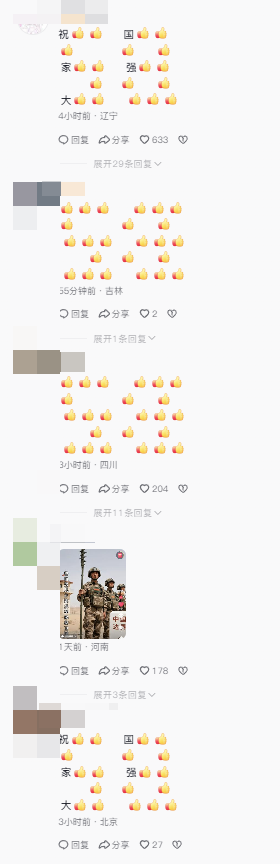 祝👍👍 国👍👍
👍 👍 👍
家👍👍 强👍👍
👍 👍 👍
大👍👍 👍👍👍
4小时前 · 辽宁
回复 分享 633
展开29条回复
👍👍👍 👍👍👍
👍 👍 👍
👍👍👍 👍👍👍
👍 👍 👍
👍👍👍 👍👍👍
55分钟前 · 吉林
回复 分享 2
展开1条回复
👍👍👍 👍👍👍
👍 👍 👍
👍👍👍 👍👍👍
👍 👍 👍
👍👍👍 👍👍👍
3小时前 · 四川
回复 分享 204
展开11条回复
1天前 · 河南
回复 分享 178
展开3条回复
祝👍👍 国👍👍
👍 👍 👍
家👍👍 强👍👍
👍 👍 👍
大👍👍 👍👍👍
3小时前 · 北京
回复 分享 27